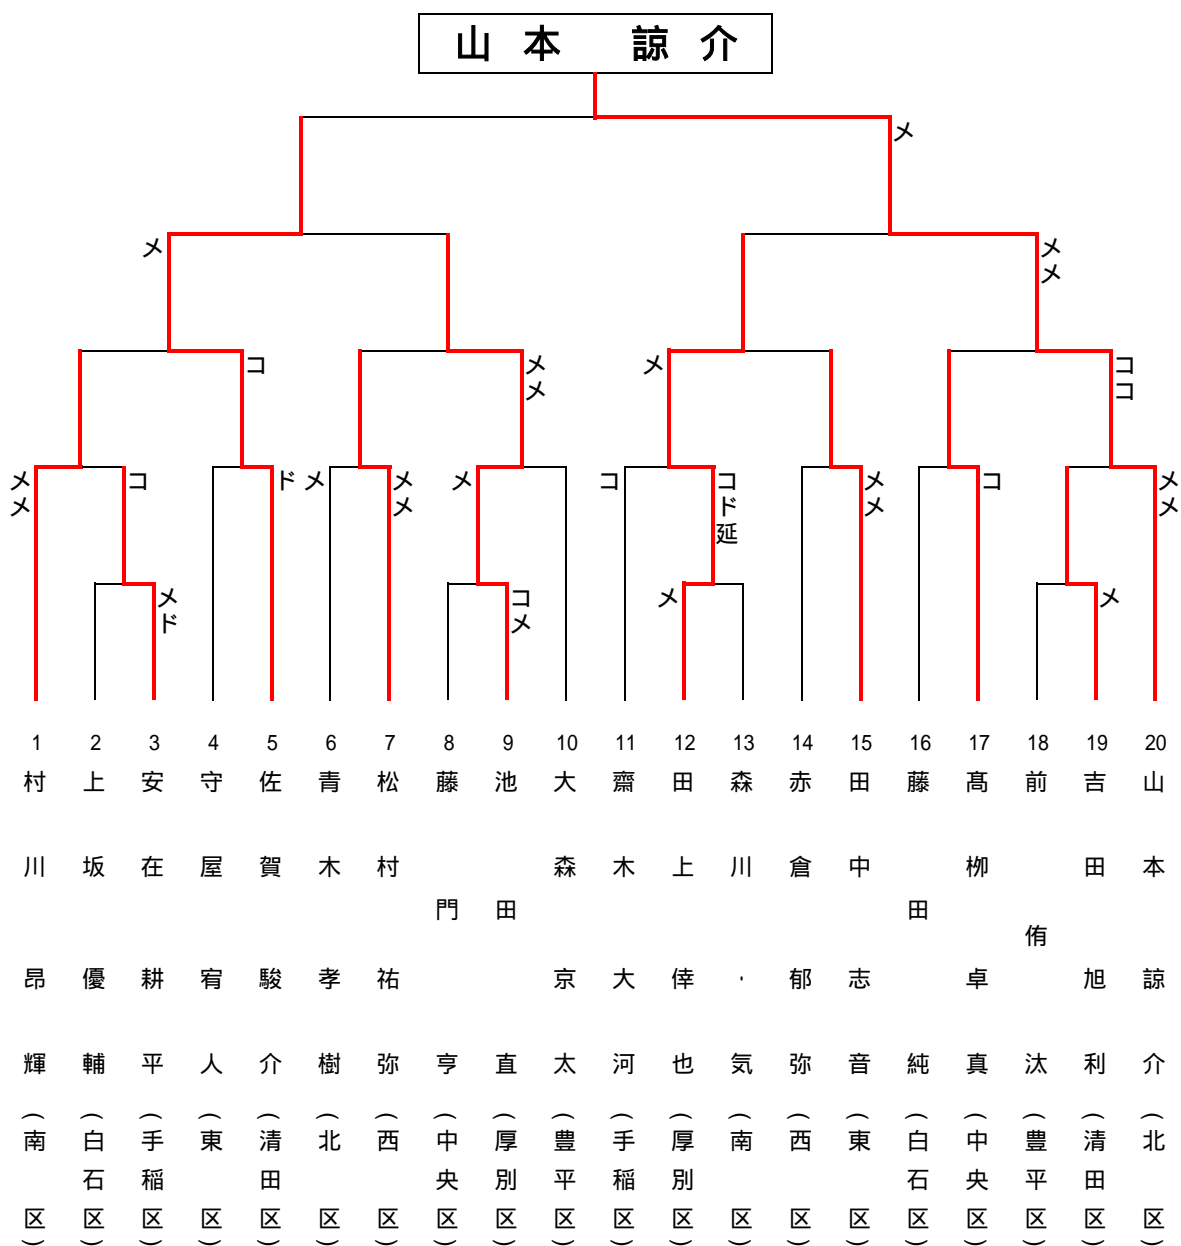 山本 諒介
メ
メ
メ
メ
コ
メ
メ
メ
コ
コ
メ
メ
コ
ド
メ
メ
メ
メ
コ
コ
ド
延
メ
メ
コ
メ
メ
メ
ド
コ
メ
メ
メ
1 村川昂輝(南区)
2 上坂優輔(白石区)
3 安在耕平(手稲区)
4 守屋宥人(東区)
5 佐賀駿介(清田区)
6 青木孝樹(北区)
7 松村祐弥(西区)
8 藤門亨(中央区)
9 池田直(厚別区)
10 大森京太(豊平区)
11 齋木大河(手稲区)
12 田上倖也(厚別区)
13 森川・気(南区)
14 赤倉郁弥(西区)
15 田中志音(東区)
16 藤田純(白石区)
17 髙栁卓真(中央区)
18 前侑汰(豊平区)
19 吉田旭利(清田区)
20 山本諒介(北区)